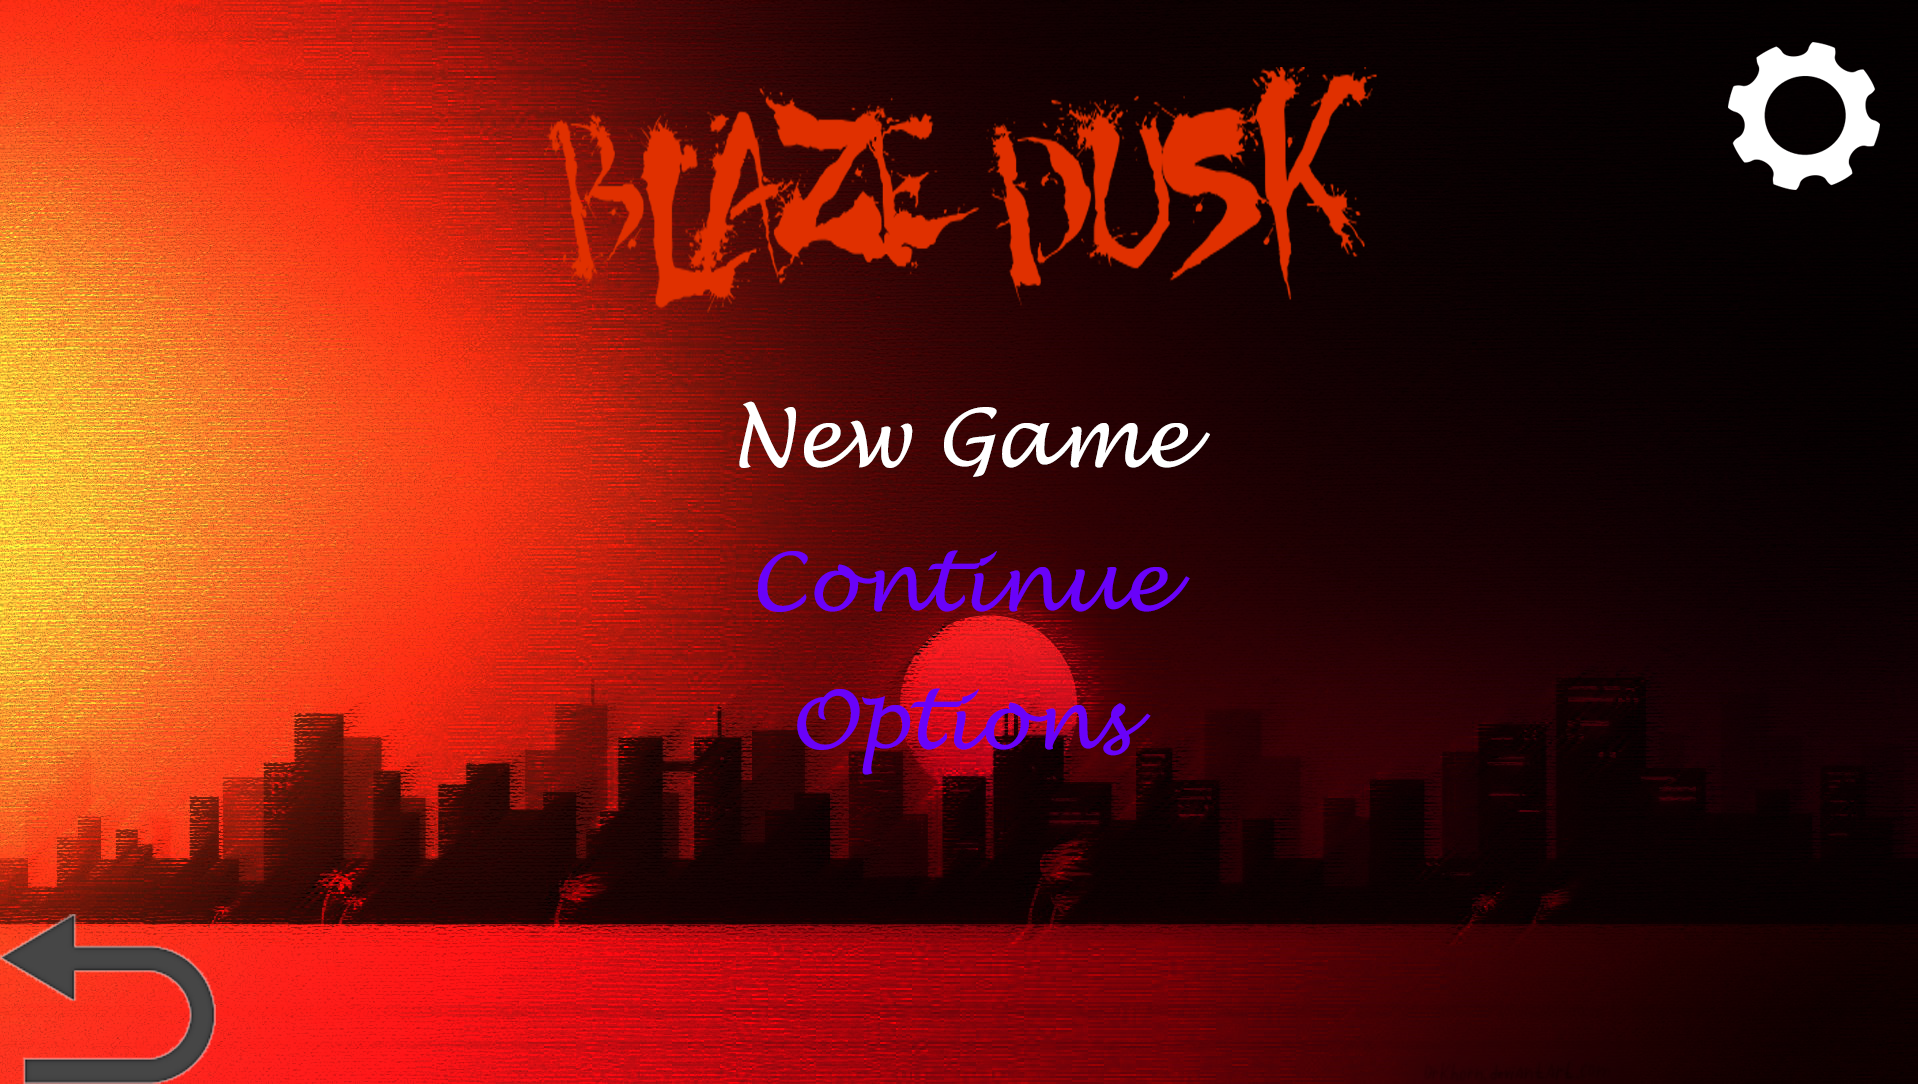 BLAZE DUSK
New Game
Continue
Options